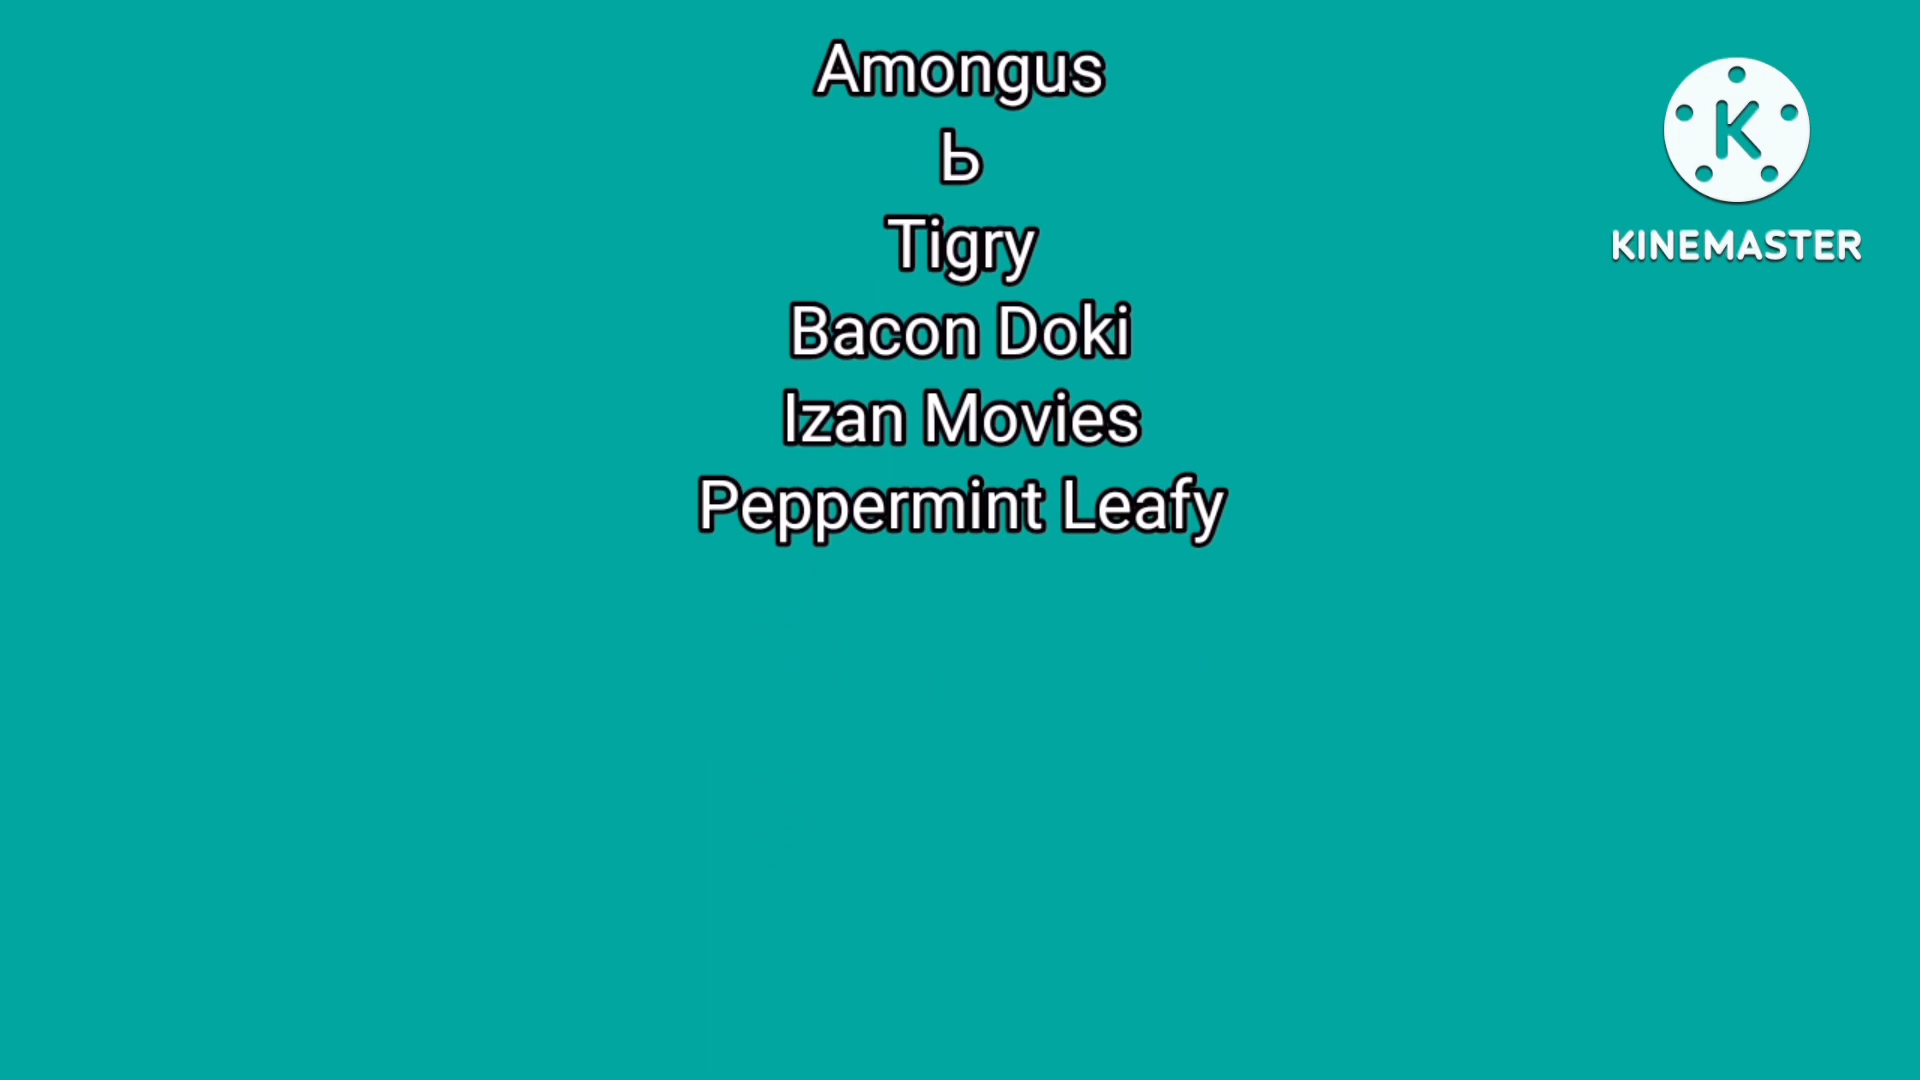 Amongus
Ь
Tigry
Bacon Doki
Izan Movies
Peppermint Leafy
K
KINEMASTER